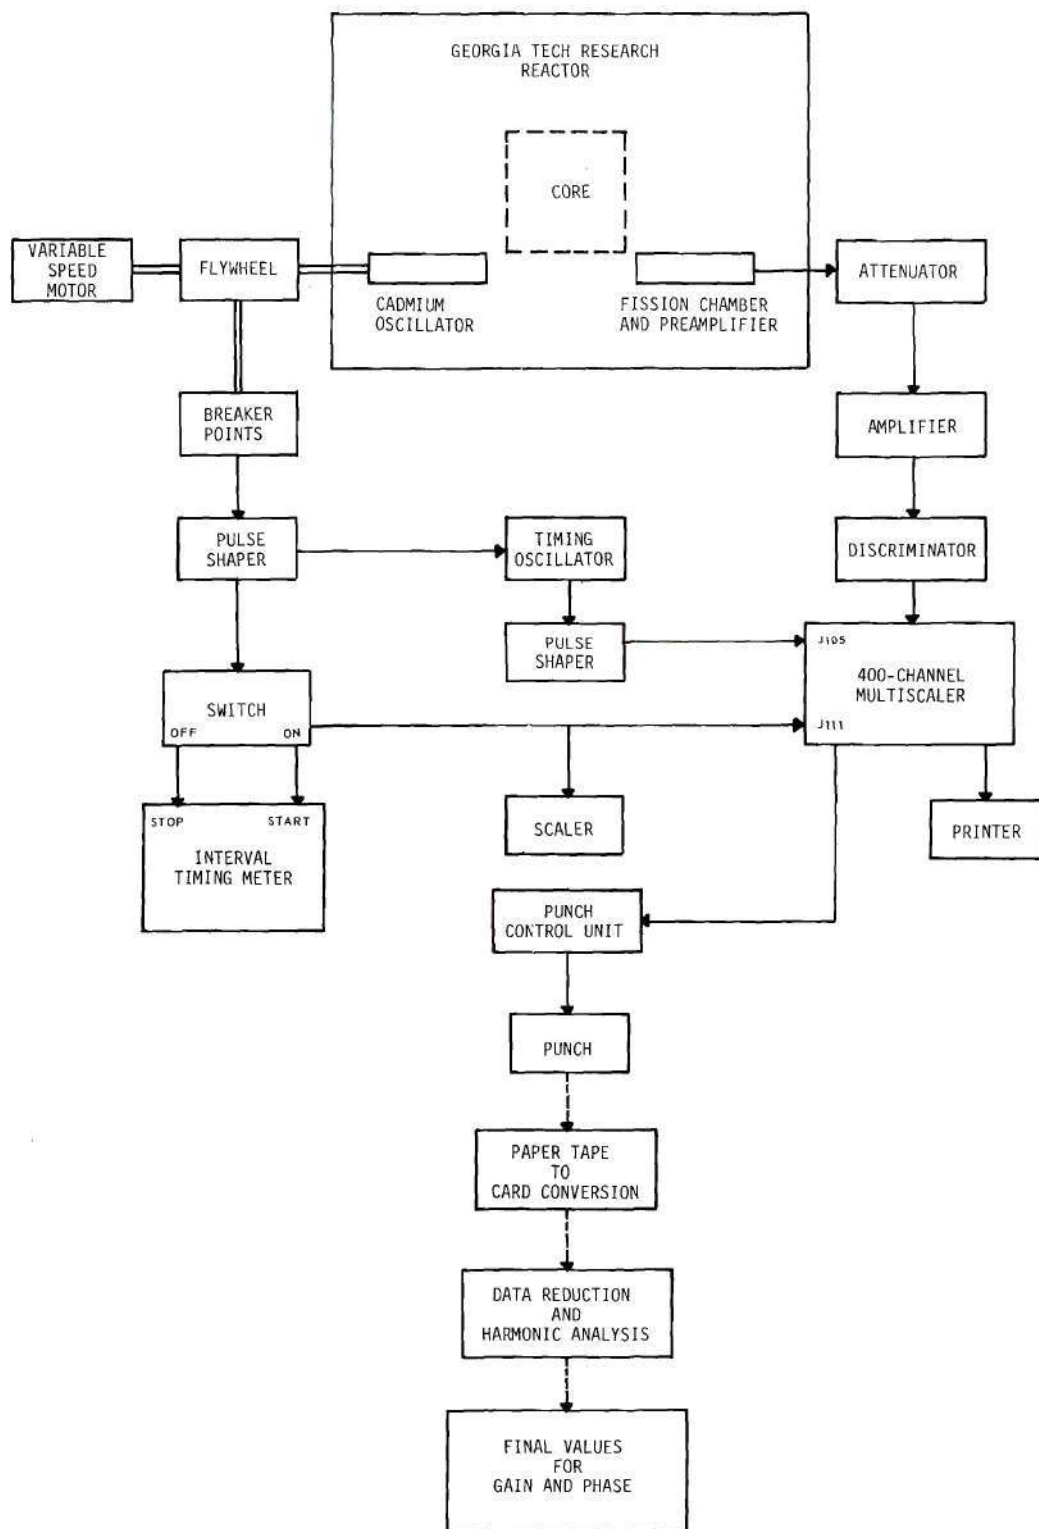 GEORGIA TECH RESEARCH
REACTOR
CORE
VARIABLE
SPEED
MOTOR
FLYWHEEL
CADMIUM
OSCILLATOR
FISSION CHAMBER
AND PREAMPLIFIER
ATTENUATOR
BREAKER
POINTS
AMPLIFIER
PULSE
SHAPER
TIMING
OSCILLATOR
DISCRIMINATOR
PULSE
SHAPER
J105
400-CHANNEL
MULTISCALER
J111
SWITCH
OFF ON
STOP START
INTERVAL
TIMING METER
SCALER
PRINTER
PUNCH
CONTROL UNIT
PUNCH
PAPER TAPE
TO
CARD CONVERSION
DATA REDUCTION
AND
HARMONIC ANALYSIS
FINAL VALUES
FOR
GAIN AND PHASE